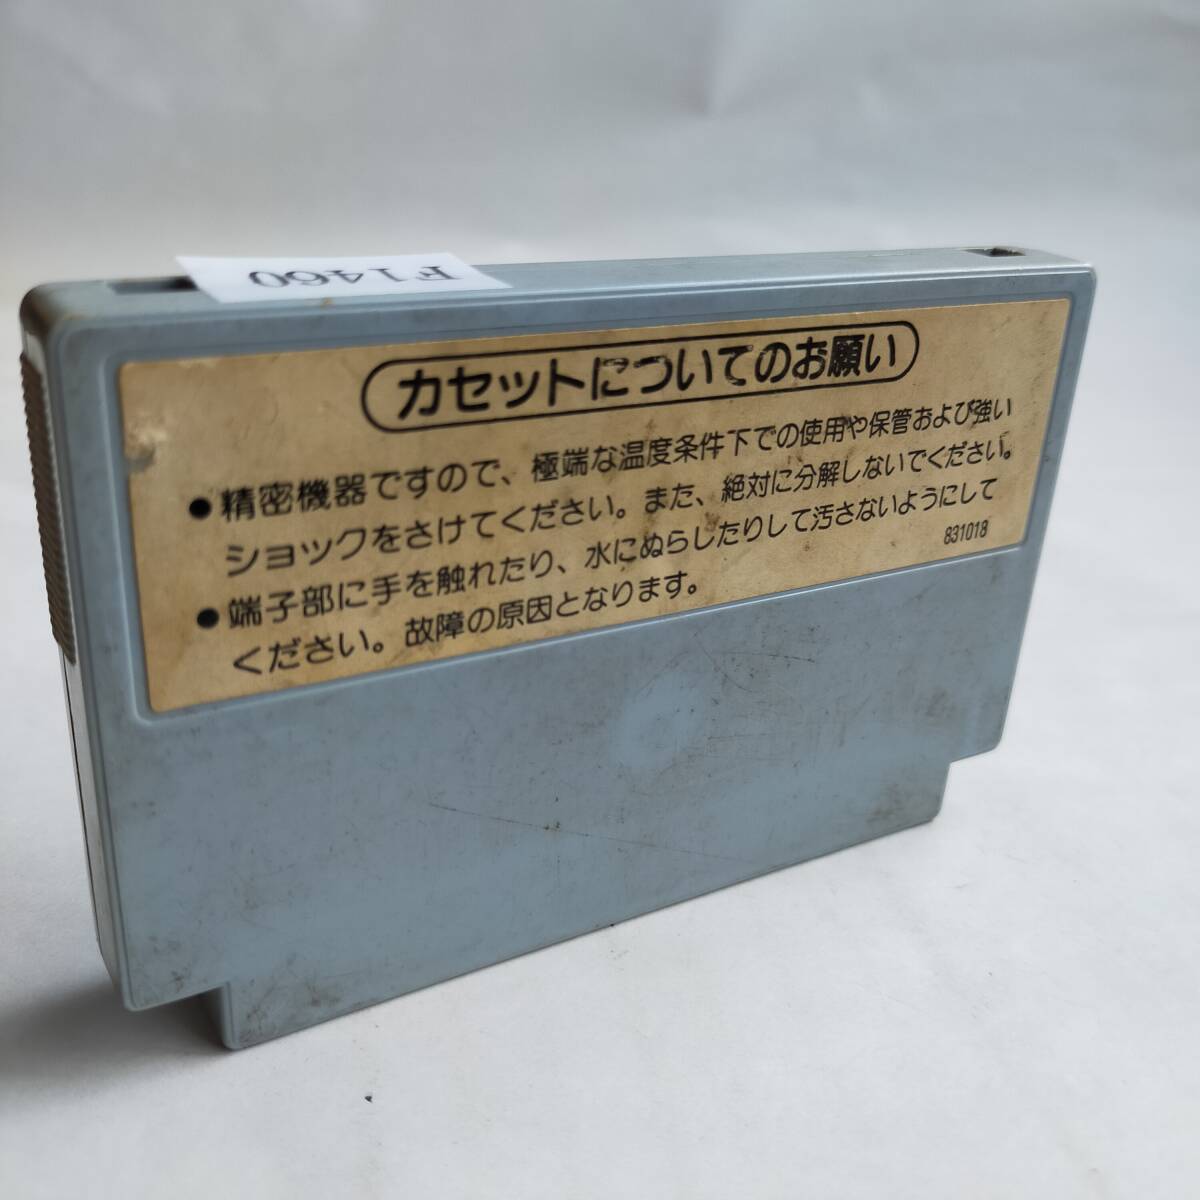 F1460
カセットについてのお願い
●精密機器ですので、極端な温度条件下での使用や保管および強い
ショックをさけてください。また、絶対に分解しないでください。
●端子部に手を触れたり、水にぬらしたりして汚さないようにして
ください。故障の原因となります。
831018